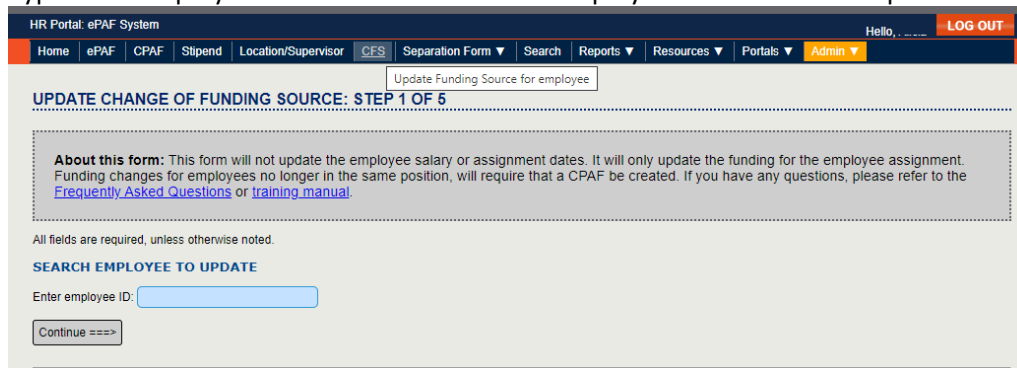 HR Portal: ePAF System
Hello,
LOG OUT
Home ePAF CPAF Stipend Location/Supervisor CFS Separation Form ▼ Search Reports ▼ Resources ▼ Portals ▼ Admin ▼
Update Funding Source for employee
UPDATE CHANGE OF FUNDING SOURCE: STEP 1 OF 5
About this form: This form will not update the employee salary or assignment dates. It will only update the funding for the employee assignment.
Funding changes for employees no longer in the same position, will require that a CPAF be created. If you have any questions, please refer to the
Frequently Asked Questions or training manual.
All fields are required, unless otherwise noted.
SEARCH EMPLOYEE TO UPDATE
Enter employee ID:
Continue ===>